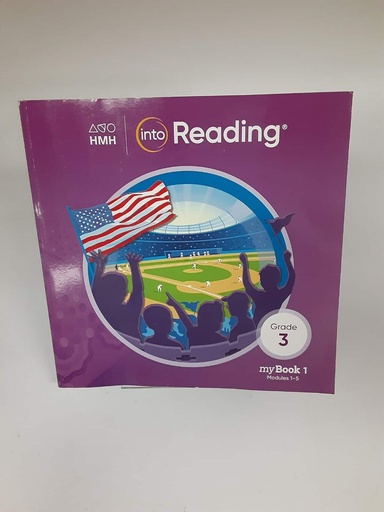 HMH
into Reading®
Grade
3
myBook 1
Modules 1-5